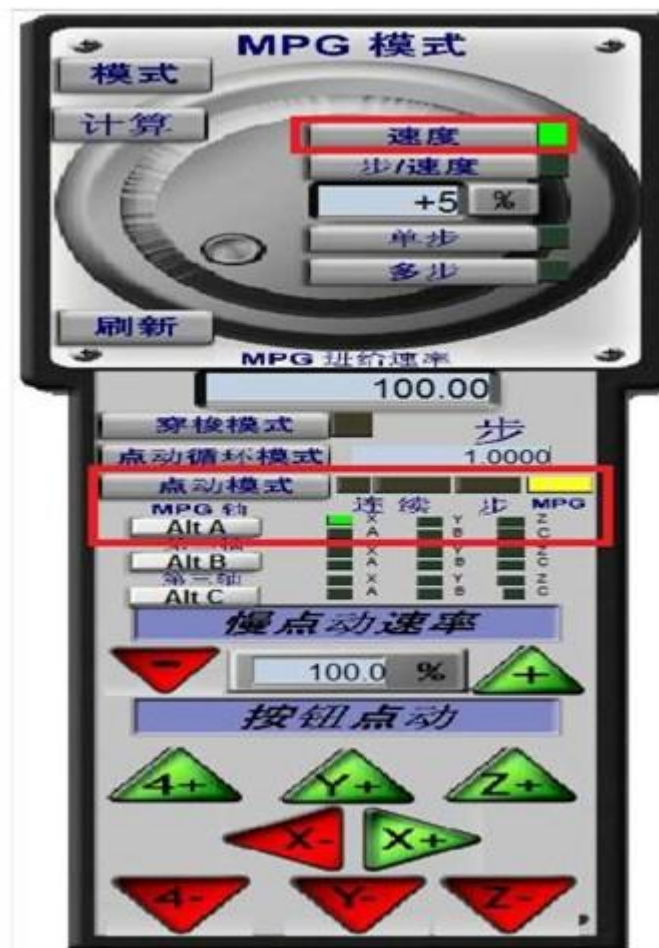 MPG 模式
模式
计算
速度
步/速度
+5 %
单步
多步
刷新
MPG 进给速率
100.00
穿梭模式 步
点动循环模式 1.0000
点动模式
MPG 轴 连续 步 MPG
Alt A X Y Z
A B C
X Y Z
Alt B A B C
第三轴 X Y Z
Alt C A B C
慢点动速率
- 100.0 % +
按钮点动
4+ Y+ Z+
X- X+
4- Y- Z-